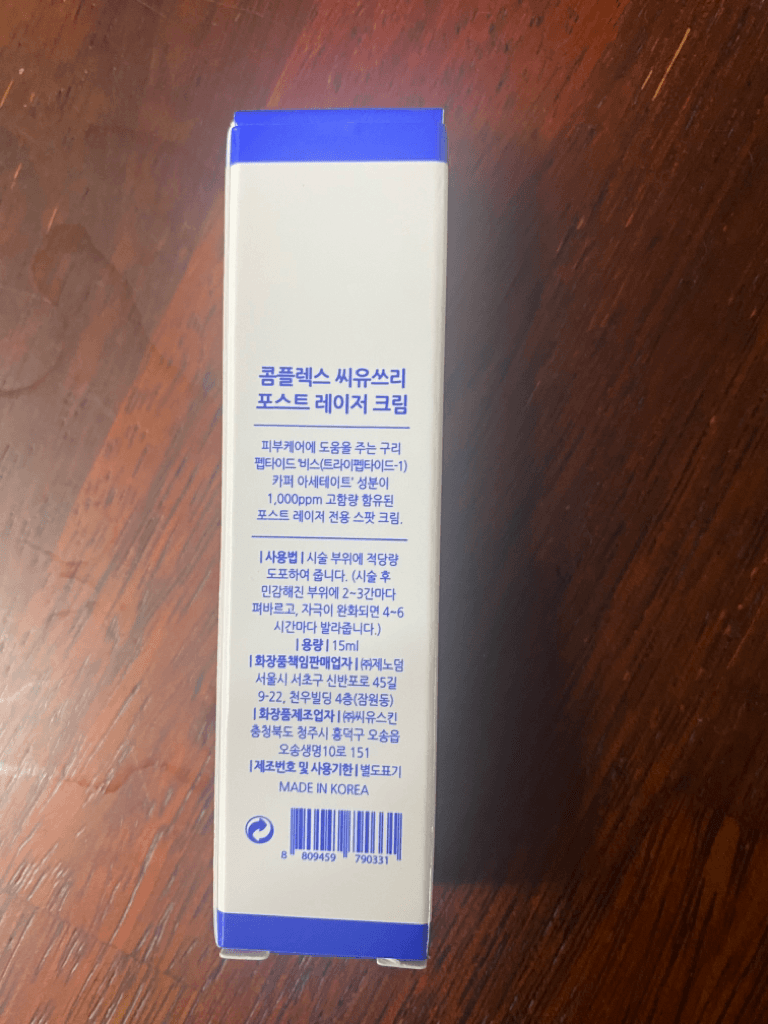 콤플렉스 씨유쓰리
포스트 레이저 크림
피부케어에 도움을 주는 구리
펩타이드 '비스(트라이펩타이드-1)
카퍼 아세테이트' 성분이
1,000ppm 고함량 함유된
포스트 레이저 전용 스팟 크림.
| 사용법 | 시술 부위에 적당량
도포하여 줍니다. (시술 후
민감해진 부위에 2~3간마다
펴바르고, 자극이 완화되면 4~6
시간마다 발라줍니다.)
| 용량 | 15ml
| 화장품책임판매업자 | ㈜제노덤
서울시 서초구 신반포로 45길
9-22, 천우빌딩 4층(잠원동)
| 화장품제조업자 | ㈜씨유스킨
충청북도 청주시 흥덕구 오송읍
오송생명10로 151
| 제조번호 및 사용기한 | 별도표기
MADE IN KOREA
8 809459 790331